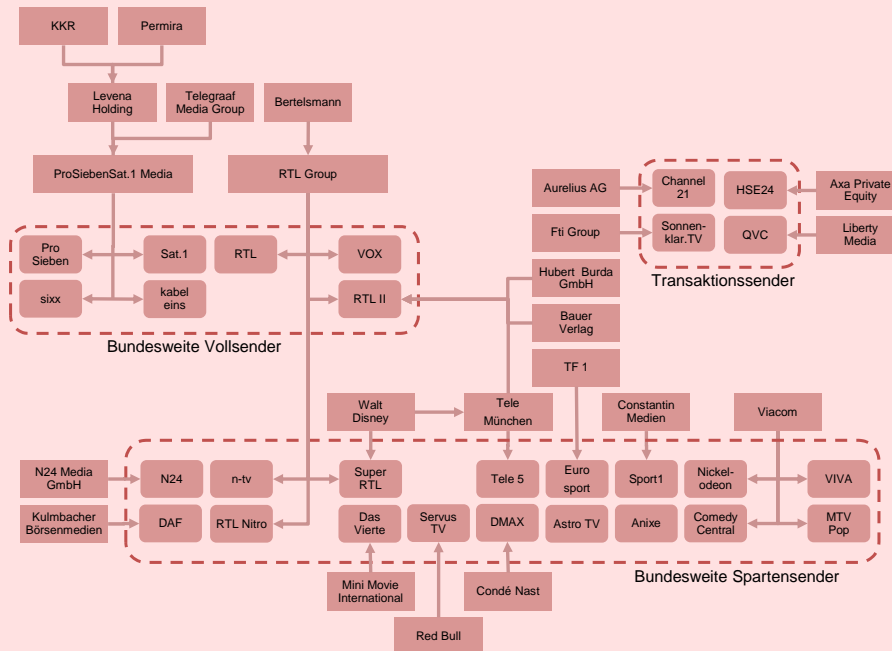 KKR
Permira
Levena
Holding
Telegraaf
Media Group
Bertelsmann
ProSiebenSat.1 Media
RTL Group
Aurelius AG
Channel
21
HSE24
Axa Private
Equity
Fti Group
Sonnen-
klar.TV
QVC
Liberty
Media
Transaktionssender
Pro
Sieben
Sat.1
RTL
VOX
sixx
kabel
eins
RTL II
Bundesweite Vollsender
Hubert Burda
GmbH
Bauer
Verlag
TF 1
Walt
Disney
Tele
München
Constantin
Medien
Viacom
N24 Media
GmbH
N24
n-tv
Super
RTL
Tele 5
Euro
sport
Sport1
Nickel-
odeon
VIVA
Kulmbacher
Börsenmedien
DAF
RTL Nitro
Das
Vierte
Servus
TV
DMAX
Astro TV
Anixe
Comedy
Central
MTV
Pop
Bundesweite Spartensender
Mini Movie
International
Condé Nast
Red Bull